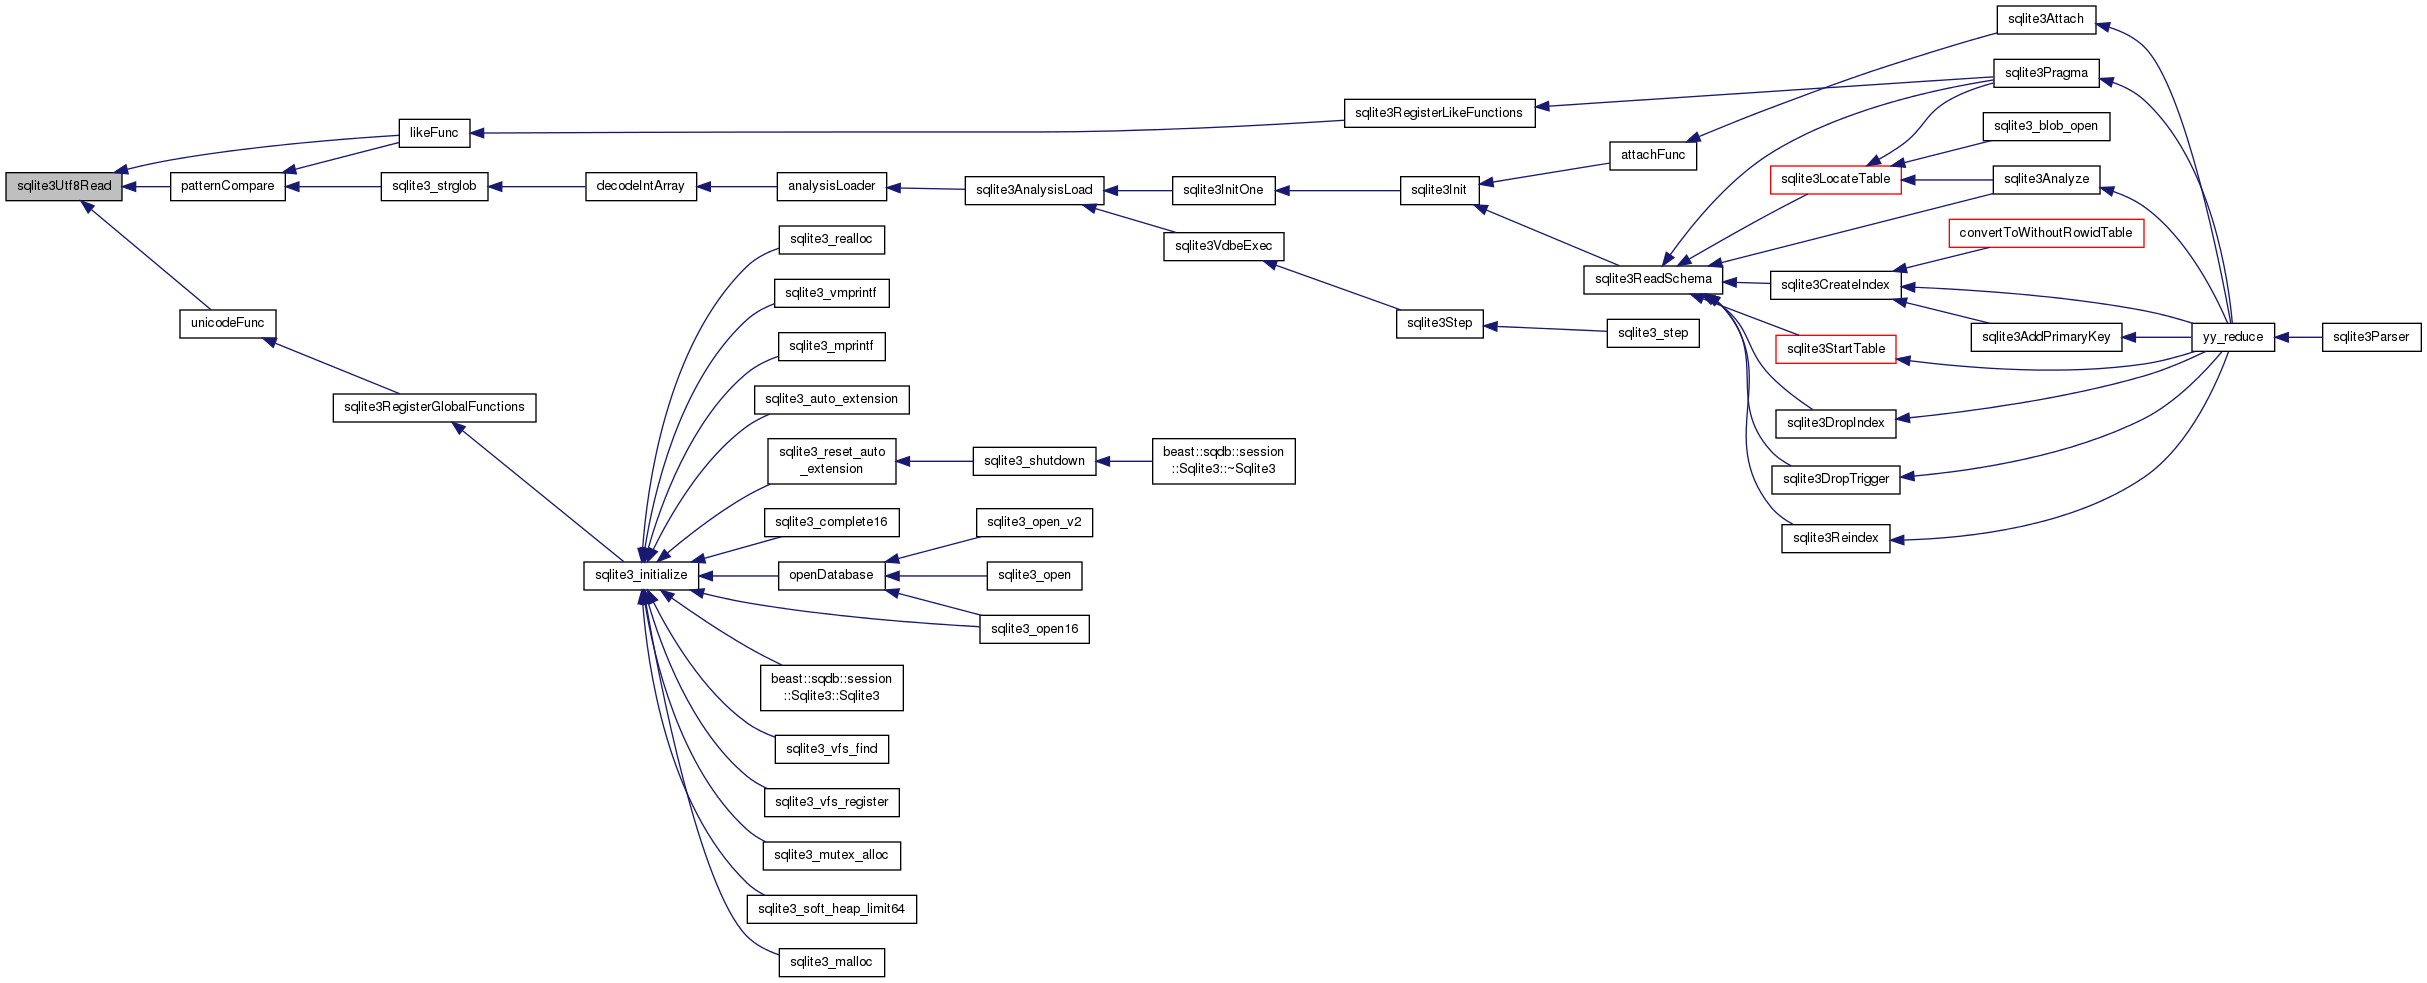 sqlite3Utf8Read
likeFunc
patternCompare
unicodeFunc
sqlite3_strglob
sqlite3RegisterGlobalFunctions
decodeIntArray
analysisLoader
sqlite3_realloc
sqlite3_vmprintf
sqlite3_mprintf
sqlite3_auto_extension
sqlite3_reset_auto
_extension
sqlite3_complete16
sqlite3_initialize
openDatabase
beast::sqdb::session
::Sqlite3::Sqlite3
sqlite3_vfs_find
sqlite3_vfs_register
sqlite3_mutex_alloc
sqlite3_soft_heap_limit64
sqlite3_malloc
sqlite3AnalysisLoad
sqlite3_shutdown
sqlite3_open_v2
sqlite3_open
sqlite3_open16
sqlite3InitOne
sqlite3VdbeExec
beast::sqdb::session
::Sqlite3::~Sqlite3
sqlite3RegisterLikeFunctions
sqlite3Init
sqlite3Step
attachFunc
sqlite3ReadSchema
sqlite3_step
sqlite3LocateTable
sqlite3CreateIndex
sqlite3StartTable
sqlite3DropIndex
sqlite3DropTrigger
sqlite3Reindex
sqlite3Attach
sqlite3Pragma
sqlite3_blob_open
sqlite3Analyze
convertToWithoutRowidTable
sqlite3AddPrimaryKey
yy_reduce
sqlite3Parser